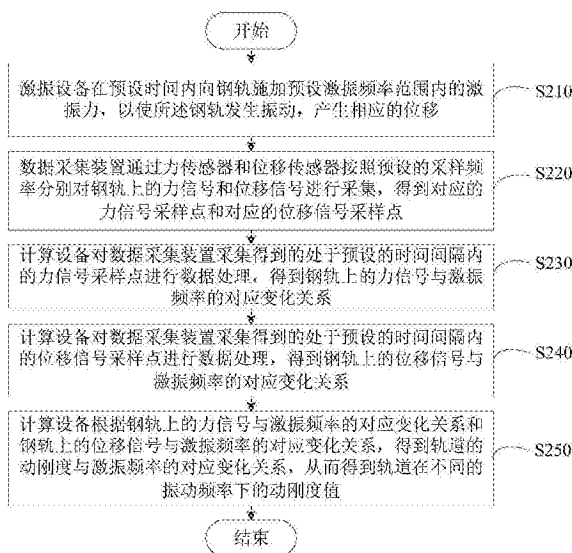 开始
激振设备在预设时间内向钢轨施加预设激振频率范围内的激
振力，以使所述钢轨发生振动，产生相应的位移
S210
数据采集装置通过力传感器和位移传感器按照预设的采样频
率分别对钢轨上的力信号和位移信号进行采集，得到对应的
力信号采样点和对应的位移信号采样点
S220
计算设备对数据采集装置采集得到的处于预设的时间间隔内
的力信号采样点进行数据处理，得到钢轨上的力信号与激振
频率的对应变化关系
S230
计算设备对数据采集装置采集得到的处于预设的时间间隔内
的位移信号采样点进行数据处理，得到钢轨上的位移信号与
激振频率的对应变化关系
S240
计算设备根据钢轨上的力信号与激振频率的对应变化关系和
钢轨上的位移信号与激振频率的对应变化关系，得到轨道的
动刚度与激振频率的对应变化关系，从而得到轨道在不同的
振动频率下的动刚度值
S250
结束